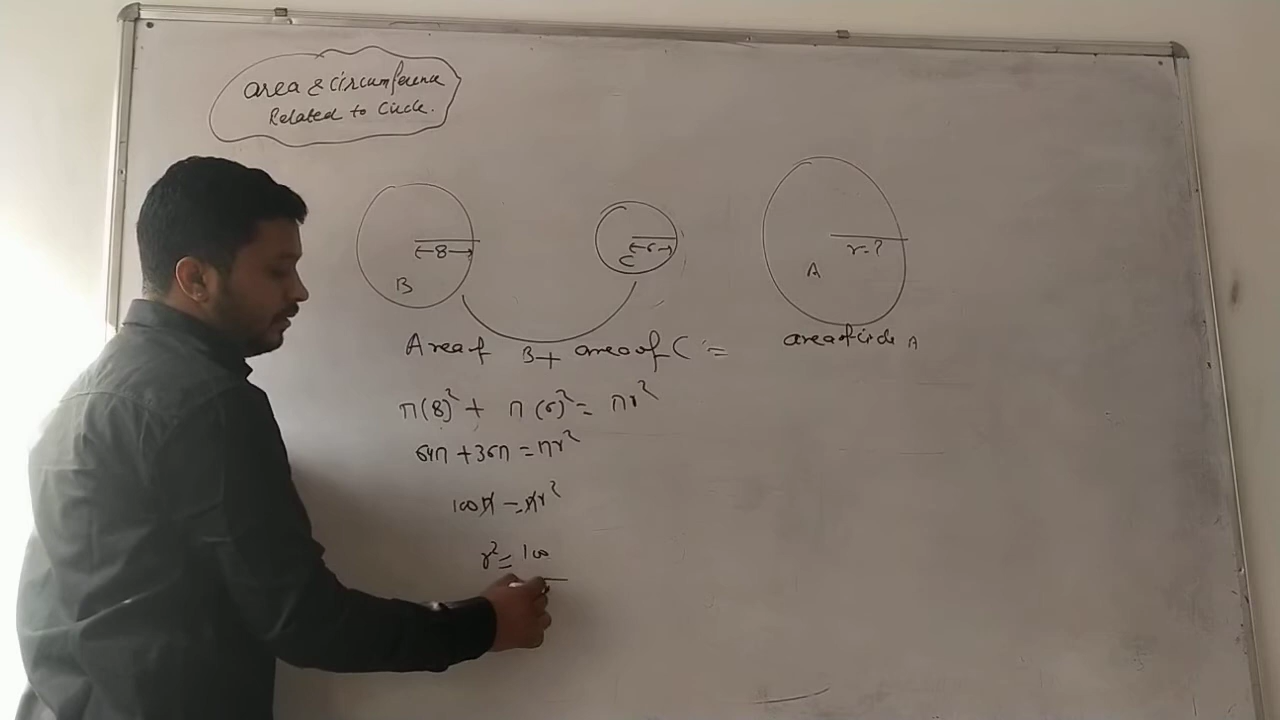 area & circumference
Related to Circle.
8
B
6
C
r=?
A
Area of B + area of C = area of circle A
π(8)² + π(6)² = πr²
64π + 36π = πr²
100π = πr²
r² = 100